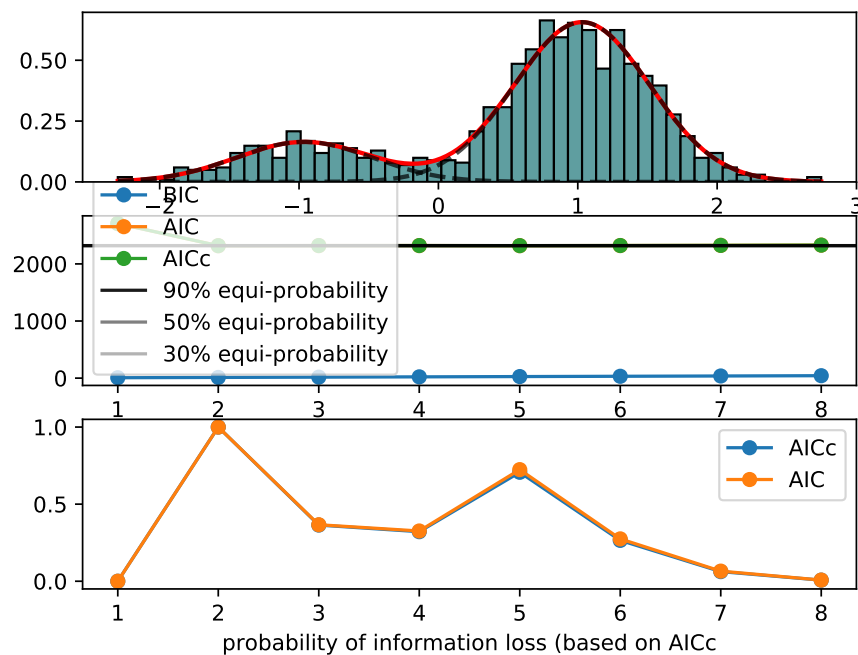 0.50
0.25
0.00
−2 −1 0 1 2 3
BIC
AIC
AICc
90% equi-probability
50% equi-probability
30% equi-probability
2000
1000
0
1 2 3 4 5 6 7 8
1.0
0.5
0.0
AICc
AIC
1 2 3 4 5 6 7 8
probability of information loss (based on AICc